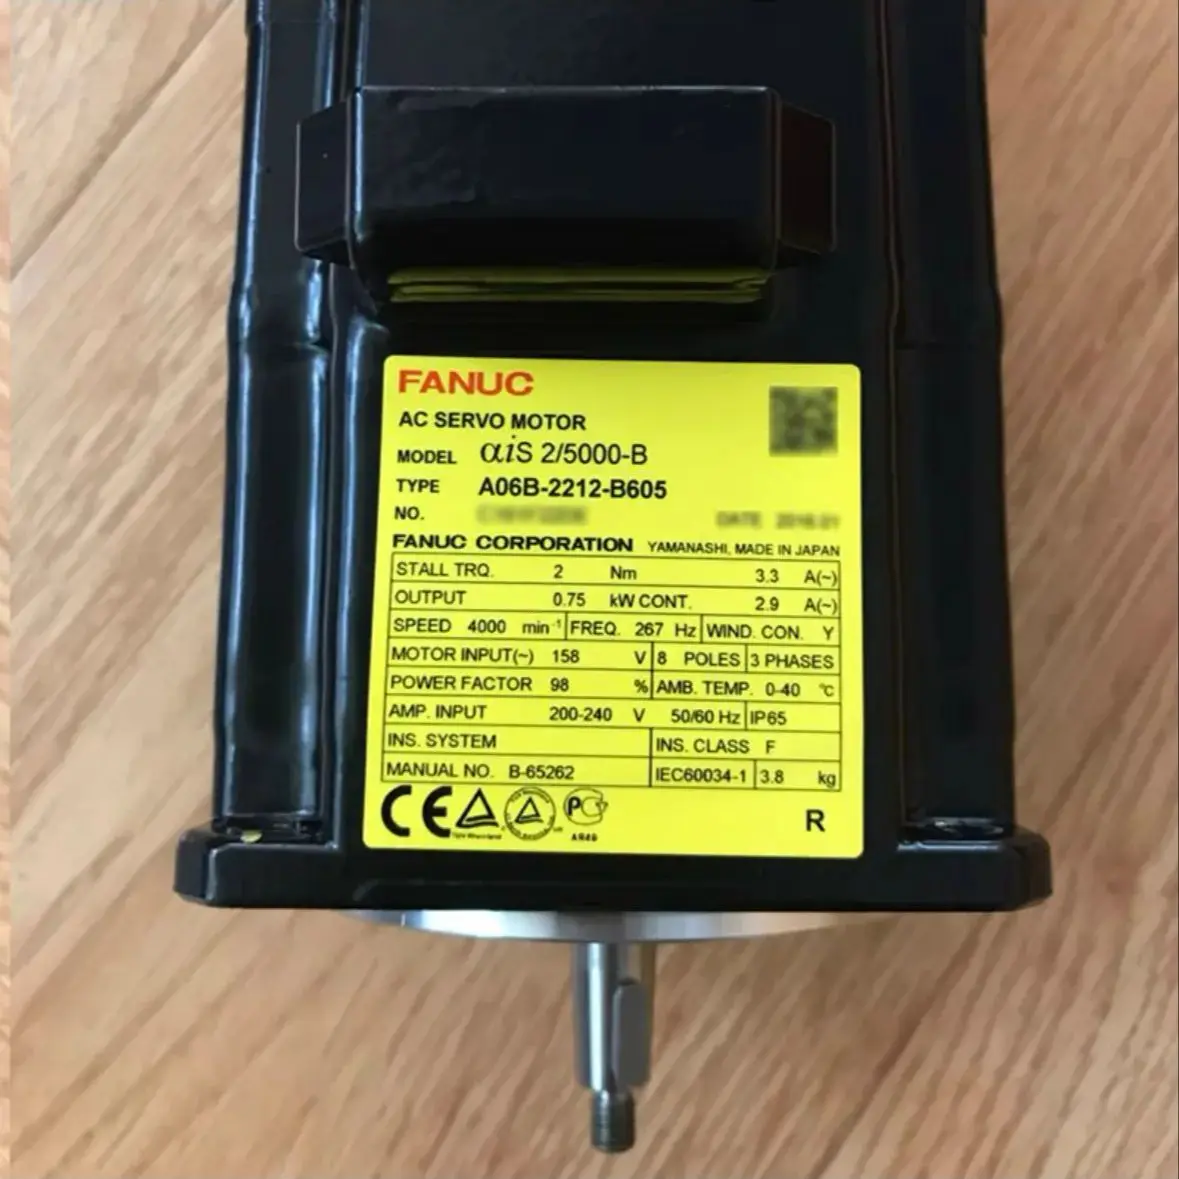 FANUC
AC SERVO MOTOR
MODEL αiS 2/5000-B
TYPE A06B-2212-B605
NO.
DATE
FANUC CORPORATION YAMANASHI, MADE IN JAPAN
STALL TRQ. 2 Nm 3.3 A(~)
OUTPUT 0.75 kW CONT. 2.9 A(~)
SPEED 4000 min⁻¹ FREQ. 267 Hz WIND. CON. Y
MOTOR INPUT(~) 158 V 8 POLES 3 PHASES
POWER FACTOR 98 % AMB. TEMP. 0-40 ℃
AMP. INPUT 200-240 V 50/60 Hz IP65
INS. SYSTEM INS. CLASS F
MANUAL NO. B-65262 IEC60034-1 3.8 kg
CE
R